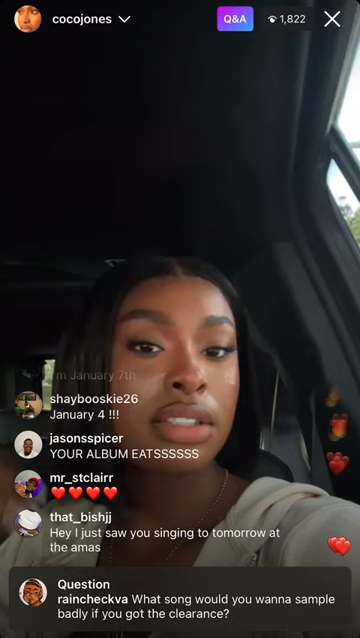 cocojones
Q&A
1,822
m January 7th
shaybooskie26
January 4 !!!
jasonsspicer
YOUR ALBUM EATSSSSSS
mr_stclairr
that_bishjj
Hey I just saw you singing to tomorrow at
the amas
Question
raincheckva What song would you wanna sample
badly if you got the clearance?